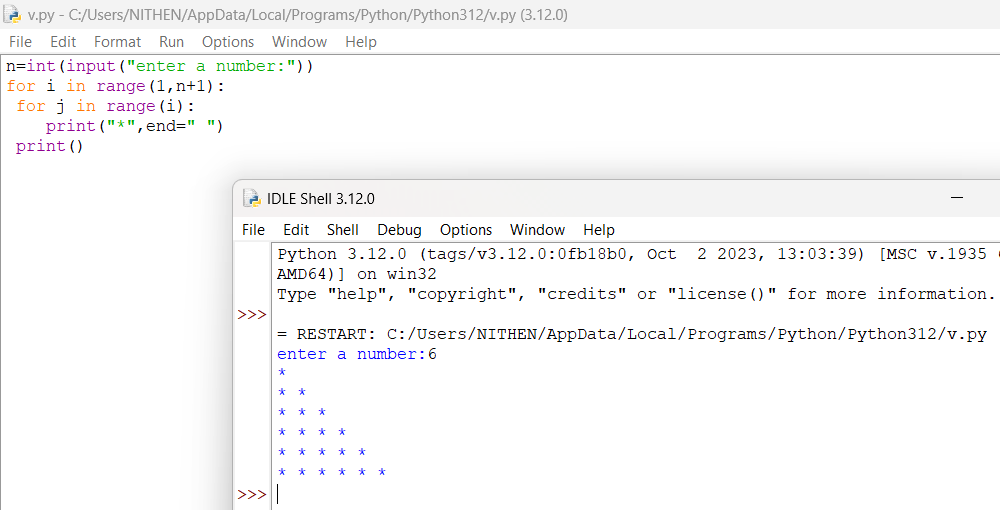 v.py - C:/Users/NITHEN/AppData/Local/Programs/Python/Python312/v.py (3.12.0)
File Edit Format Run Options Window Help
n=int(input("enter a number:"))
for i in range(1,n+1):
 for j in range(i):
    print("*",end=" ")
 print()
IDLE Shell 3.12.0
File Edit Shell Debug Options Window Help
Python 3.12.0 (tags/v3.12.0:0fb18b0, Oct  2 2023, 13:03:39) [MSC v.1935
AMD64)] on win32
Type "help", "copyright", "credits" or "license()" for more information.
>>>
= RESTART: C:/Users/NITHEN/AppData/Local/Programs/Python/Python312/v.py
enter a number:6
*
* *
* * *
* * * *
* * * * *
* * * * * *
>>>